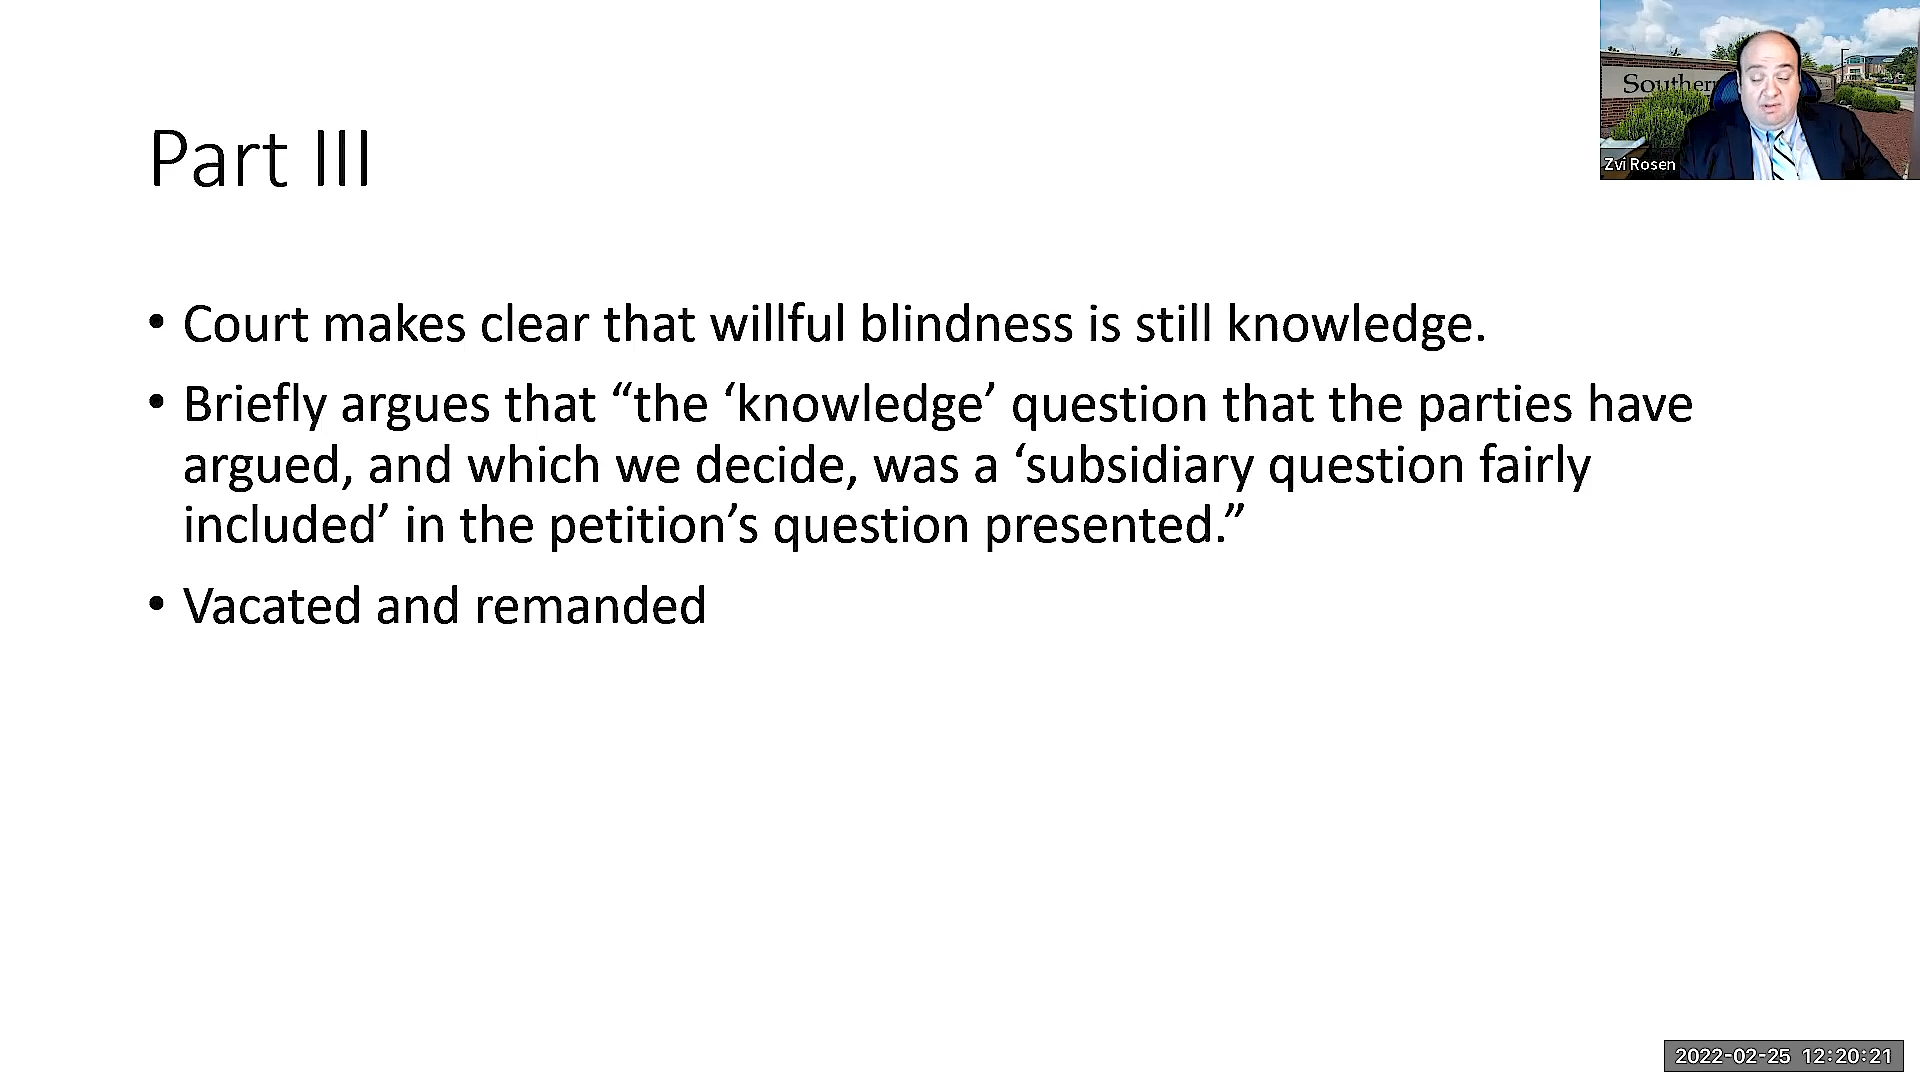 Part III
• Court makes clear that willful blindness is still knowledge.
• Briefly argues that “the ‘knowledge’ question that the parties have
argued, and which we decide, was a ‘subsidiary question fairly
included’ in the petition’s question presented.”
• Vacated and remanded
Southern
Zvi Rosen
2022-02-25 12:20:21